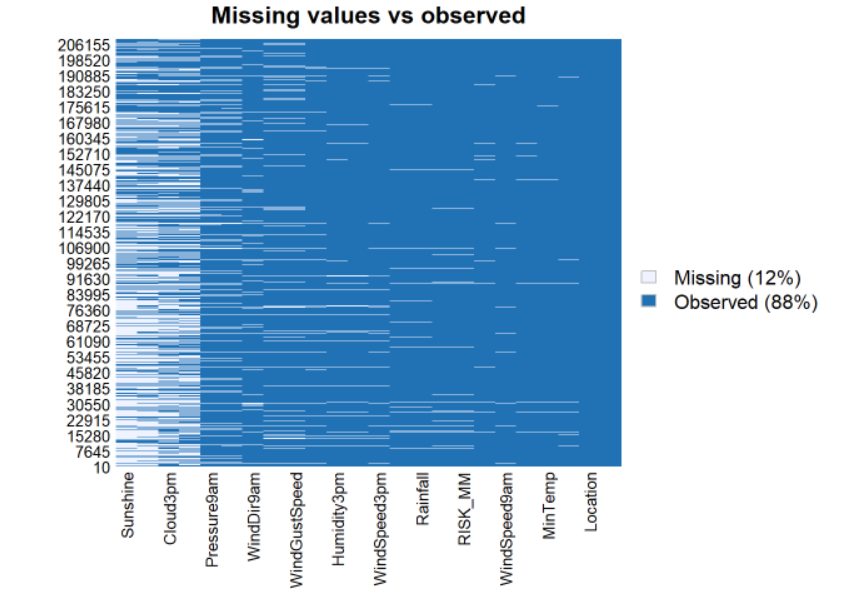 Missing values vs observed
206155
198520
190885
183250
175615
167980
160345
152710
145075
137440
129805
122170
114535
106900
99265
91630
83995
76360
68725
61090
53455
45820
38185
30550
22915
15280
7645
10
Sunshine
Cloud3pm
Pressure9am
WindDir9am
WindGustSpeed
Humidity3pm
WindSpeed3pm
Rainfall
RISK_MM
WindSpeed9am
MinTemp
Location
Missing (12%)
Observed (88%)